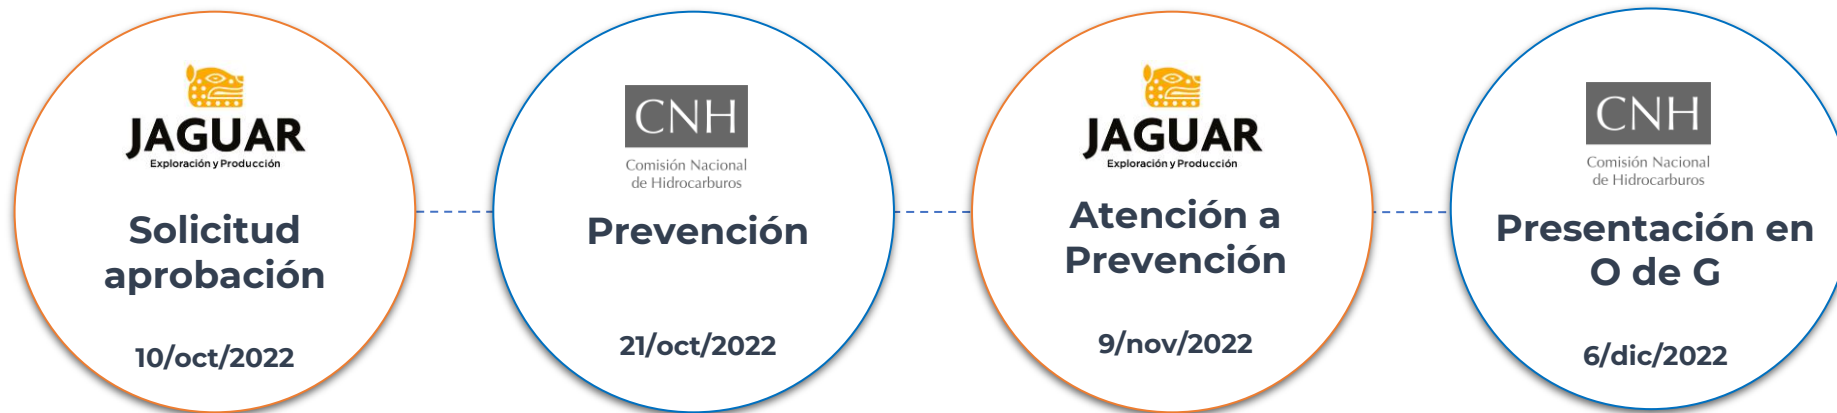 JAGUAR
Exploración y Producción
Solicitud
aprobación
10/oct/2022
CNH
Comisión Nacional
de Hidrocarburos
Prevención
21/oct/2022
JAGUAR
Exploración y Producción
Atención a
Prevención
9/nov/2022
CNH
Comisión Nacional
de Hidrocarburos
Presentación en
O de G
6/dic/2022